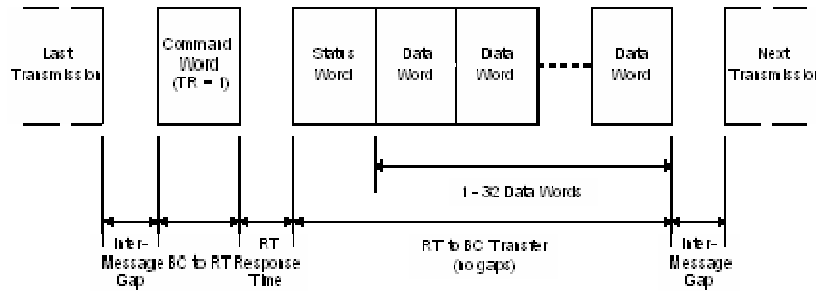 Last
Transmission
Command
Word
(TR = 1)
Status
Word
Data
Word
Data
Word
Data
Word
Next
Transmission
1 - 32 Data Words
Inter-
Message
Gap
BC to RT
RT
Response
Time
RT to BC Transfer
(no gaps)
Inter-
Message
Gap